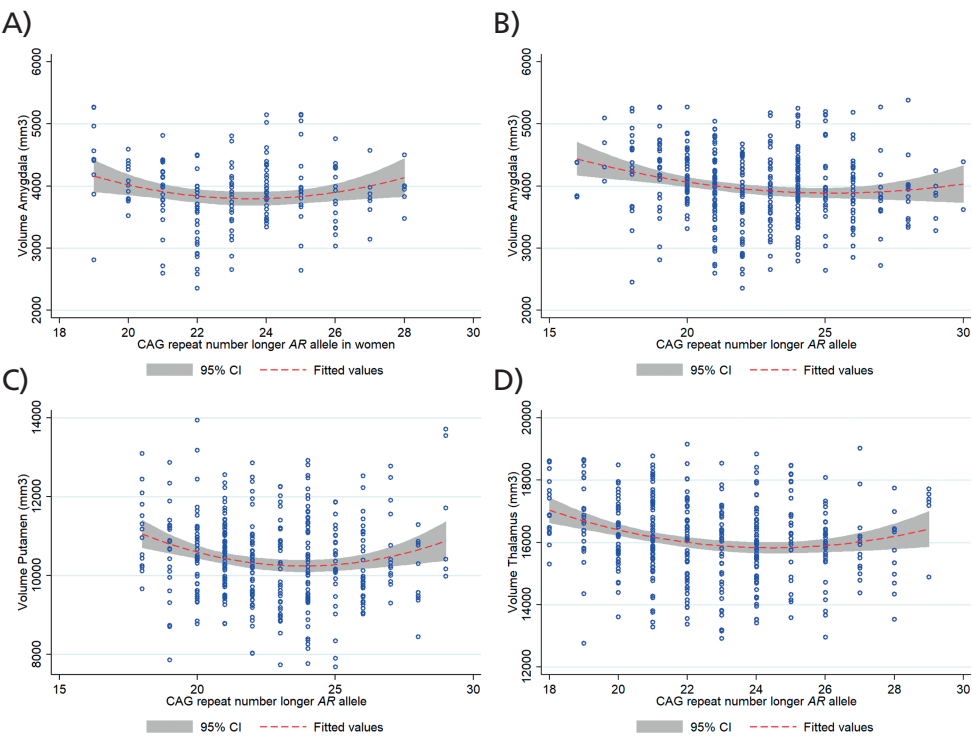 A)
Volume Amygdala (mm3)
6000
5000
4000
3000
2000
18 20 22 24 26 28 30
CAG repeat number longer AR allele in women
95% CI Fitted values
B)
Volume Amygdala (mm3)
6000
5000
4000
3000
2000
15 20 25 30
CAG repeat number longer AR allele
95% CI Fitted values
C)
Volume Putamen (mm3)
14000
12000
10000
8000
15 20 25 30
CAG repeat number longer AR allele
95% CI Fitted values
D)
Volume Thalamus (mm3)
20000
18000
16000
14000
12000
18 20 22 24 26 28 30
CAG repeat number longer AR allele
95% CI Fitted values